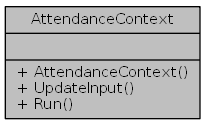 AttendanceContext
+ AttendanceContext()
+ UpdateInput()
+ Run()